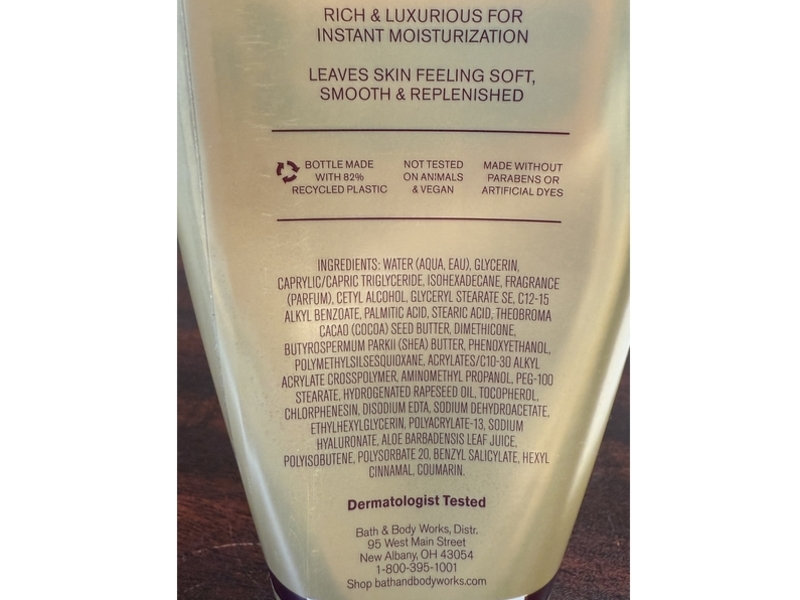 RICH & LUXURIOUS FOR
INSTANT MOISTURIZATION
LEAVES SKIN FEELING SOFT,
SMOOTH & REPLENISHED
BOTTLE MADE
WITH 82%
RECYCLED PLASTIC
NOT TESTED
ON ANIMALS
& VEGAN
MADE WITHOUT
PARABENS OR
ARTIFICIAL DYES
INGREDIENTS: WATER (AQUA, EAU), GLYCERIN,
CAPRYLIC/CAPRIC TRIGLYCERIDE, ISOHEXADECANE, FRAGRANCE
(PARFUM), CETYL ALCOHOL, GLYCERYL STEARATE SE, C12-15
ALKYL BENZOATE, PALMITIC ACID, STEARIC ACID, THEOBROMA
CACAO (COCOA) SEED BUTTER, DIMETHICONE,
BUTYROSPERMUM PARKII (SHEA) BUTTER, PHENOXYETHANOL,
POLYMETHYLSILSESQUIOXANE, ACRYLATES/C10-30 ALKYL
ACRYLATE CROSSPOLYMER, AMINOMETHYL PROPANOL, PEG-100
STEARATE, HYDROGENATED RAPESEED OIL, TOCOPHEROL,
CHLORPHENESIN, DISODIUM EDTA, SODIUM DEHYDROACETATE,
ETHYLHEXYLGLYCERIN, POLYACRYLATE-13, SODIUM
HYALURONATE, ALOE BARBADENSIS LEAF JUICE,
POLYISOBUTENE, POLYSORBATE 20, BENZYL SALICYLATE, HEXYL
CINNAMAL, COUMARIN.
Dermatologist Tested
Bath & Body Works, Distr.
95 West Main Street
New Albany, OH 43054
1-800-395-1001
Shop bathandbodyworks.com